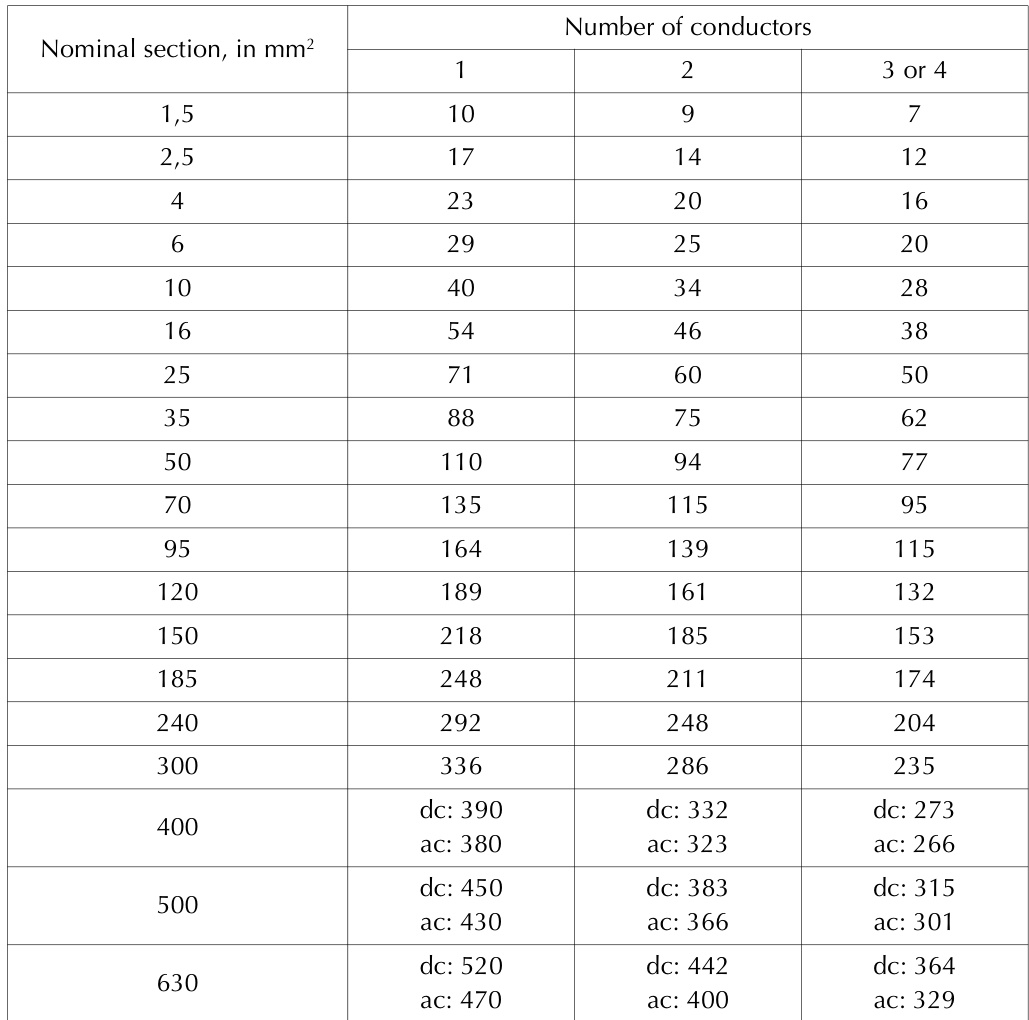 Nominal section, in mm² Number of conductors
1 2 3 or 4
1,5 10 9 7
2,5 17 14 12
4 23 20 16
6 29 25 20
10 40 34 28
16 54 46 38
25 71 60 50
35 88 75 62
50 110 94 77
70 135 115 95
95 164 139 115
120 189 161 132
150 218 185 153
185 248 211 174
240 292 248 204
300 336 286 235
400 dc: 390 dc: 332 dc: 273
ac: 380 ac: 323 ac: 266
500 dc: 450 dc: 383 dc: 315
ac: 430 ac: 366 ac: 301
630 dc: 520 dc: 442 dc: 364
ac: 470 ac: 400 ac: 329